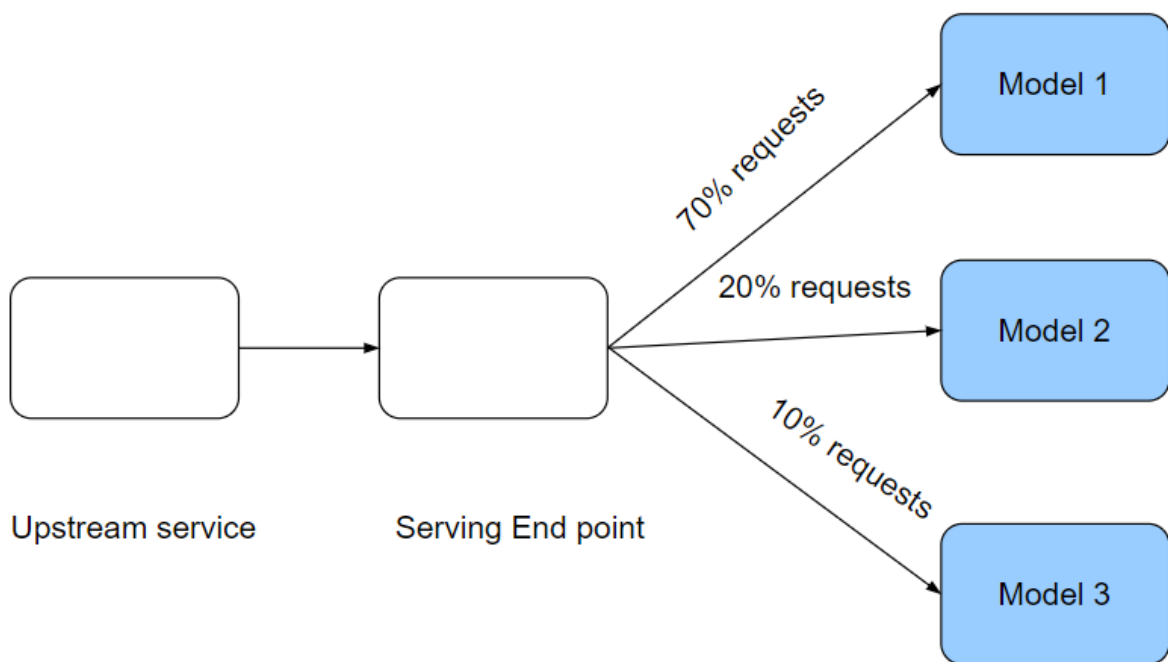 Model 1
70% requests
20% requests
Model 2
10% requests
Upstream service
Serving End point
Model 3